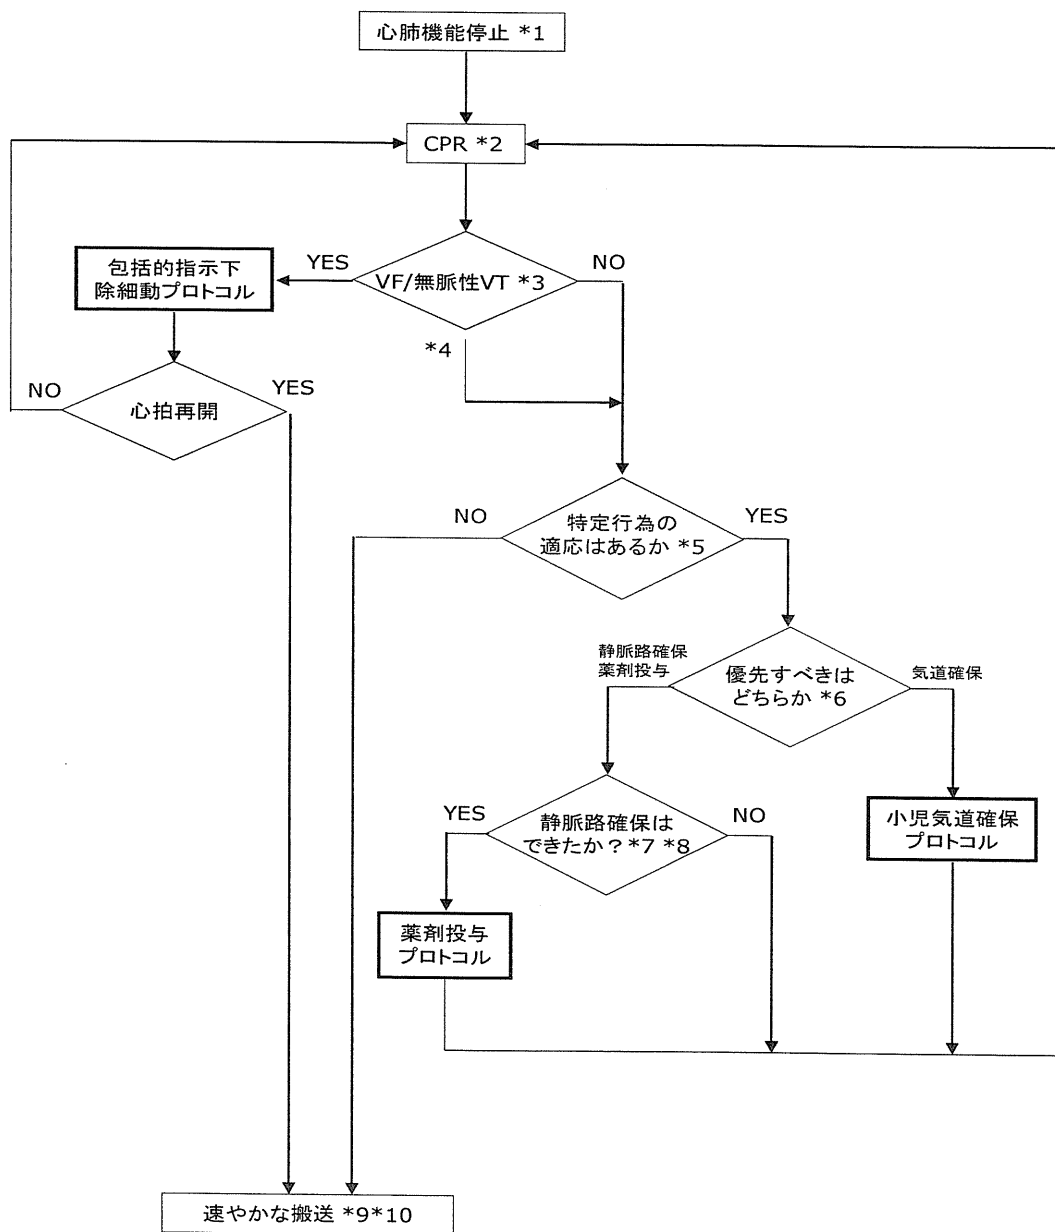 心肺機能停止 *1
CPR *2
YES
VF/無脈性VT *3
NO
包括的指示下
除細動プロトコル
*4
NO
心拍再開
YES
NO
特定行為の
適応はあるか *5
YES
静脈路確保
薬剤投与
優先すべきは
どちらか *6
気道確保
YES
静脈路確保は
できたか？*7 *8
NO
小児気道確保
プロトコル
薬剤投与
プロトコル
速やかな搬送 *9*10